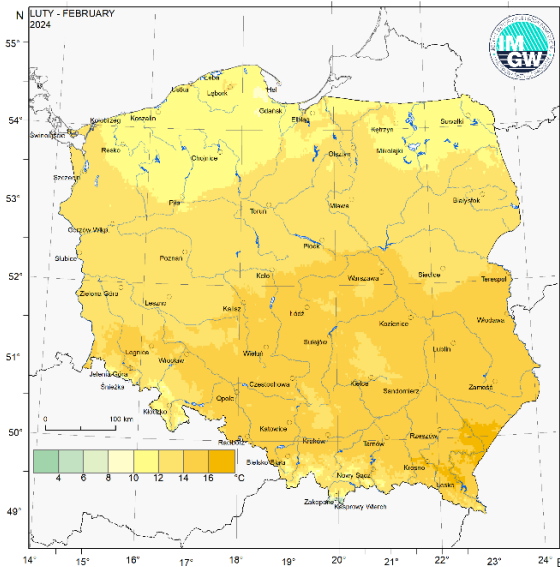 LUTY - FEBRUARY
2024
N
IMGW
55°
54°
53°
52°
51°
50°
49°
Łeba
Ustka
Lębork
Hel
Gdańsk
Koszalin
Kołobrzeg
Elbląg
Kętrzyn
Suwałki
Świnoujście
Resko
Chojnice
Olsztyn
Mikołajki
Szczecin
Piła
Toruń
Mława
Białystok
Gorzów Wlkp
Płock
Słubice
Poznań
Koło
Warszawa
Siedlce
Terespol
Zielona Góra
Leszno
Kalisz
Łódź
Kozienice
Włodawa
Legnica
Wrocław
Wieluń
Sulejów
Lublin
Jelenia Góra
Śnieżka
Częstochowa
Kielce
Sandomierz
Zamość
Kłodzko
Opole
0 100 km
Racibórz
Katowice
Kraków
Tarnów
Rzeszów
Bielsko Biała
Nowy Sącz
Krosno
Lesko
Zakopane
Kasprowy Wierch
4 6 8 10 12 14 16 °C
14° 15° 16° 17° 18° 19° 20° 21° 22° 23° E